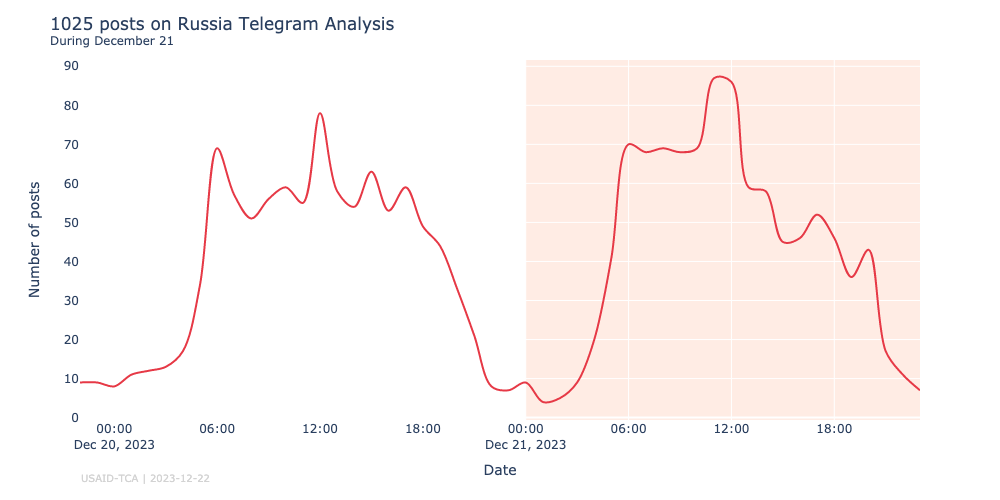 1025 posts on Russia Telegram Analysis
During December 21
90
80
70
60
50
40
30
20
10
0
Number of posts
00:00 06:00 12:00 18:00 00:00 06:00 12:00 18:00
Dec 20, 2023 Dec 21, 2023
Date
USAID-TCA | 2023-12-22